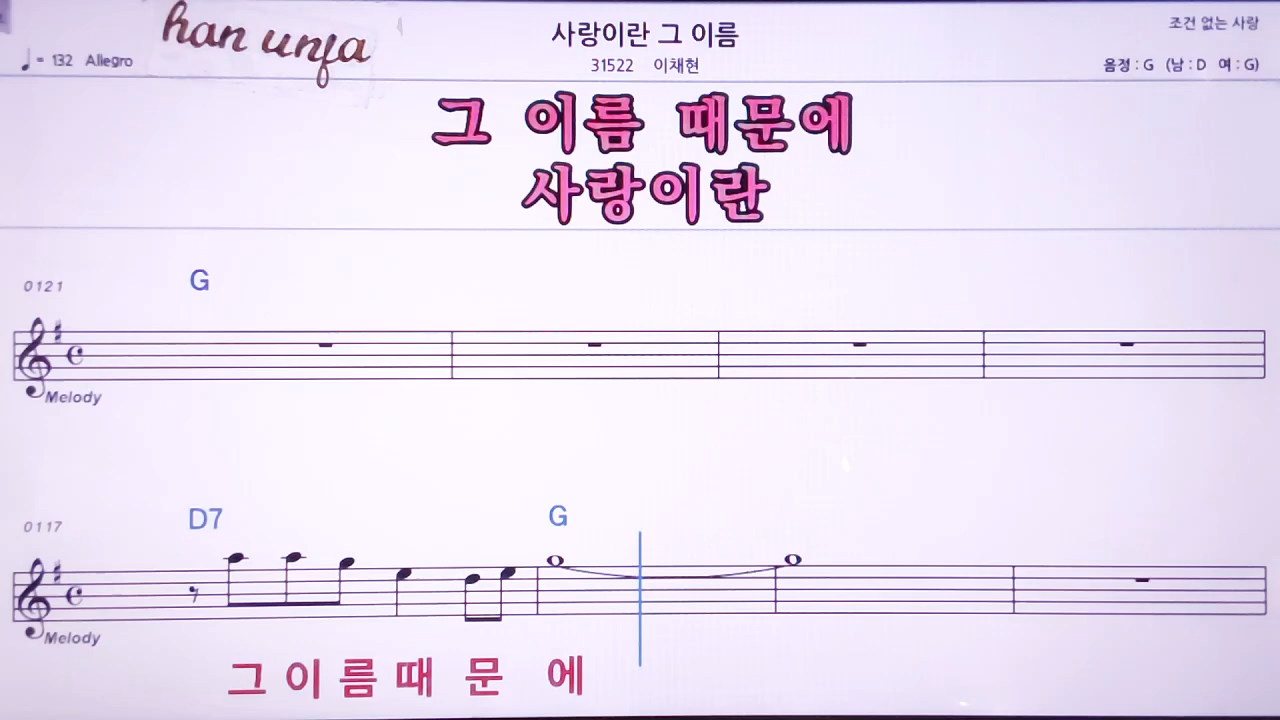 han unja
사랑이란 그 이름
조건 없는 사랑
♩ = 132 Allegro
31522 이채현
음정 : G (남 : D 여 : G)
그 이름 때문에
사랑이란
0121
G
Melody
0117
D7 G
Melody
그 이 름 때 문 에